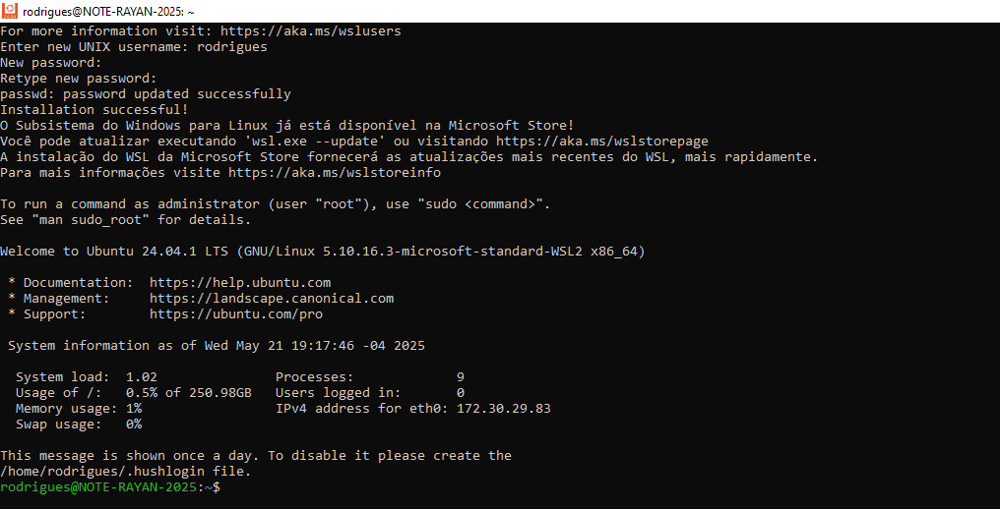 rodrigues@NOTE-RAYAN-2025: ~
For more information visit: https://aka.ms/wslusers
Enter new UNIX username: rodrigues
New password:
Retype new password:
passwd: password updated successfully
Installation successful!
O Subsistema do Windows para Linux já está disponível na Microsoft Store!
Você pode atualizar executando 'wsl.exe --update' ou visitando https://aka.ms/wslstorepage
A instalação do WSL da Microsoft Store fornecerá as atualizações mais recentes do WSL, mais rapidamente.
Para mais informações visite https://aka.ms/wslstoreinfo

To run a command as administrator (user "root"), use "sudo <command>".
See "man sudo_root" for details.

Welcome to Ubuntu 24.04.1 LTS (GNU/Linux 5.10.16.3-microsoft-standard-WSL2 x86_64)

 * Documentation:  https://help.ubuntu.com
 * Management:     https://landscape.canonical.com
 * Support:        https://ubuntu.com/pro

 System information as of Wed May 21 19:17:46 -04 2025

  System load:  1.02               Processes:             9
  Usage of /:   0.5% of 250.98GB   Users logged in:       0
  Memory usage: 1%                 IPv4 address for eth0: 172.30.29.83
  Swap usage:   0%

This message is shown once a day. To disable it please create the
/home/rodrigues/.hushlogin file.
rodrigues@NOTE-RAYAN-2025:~$